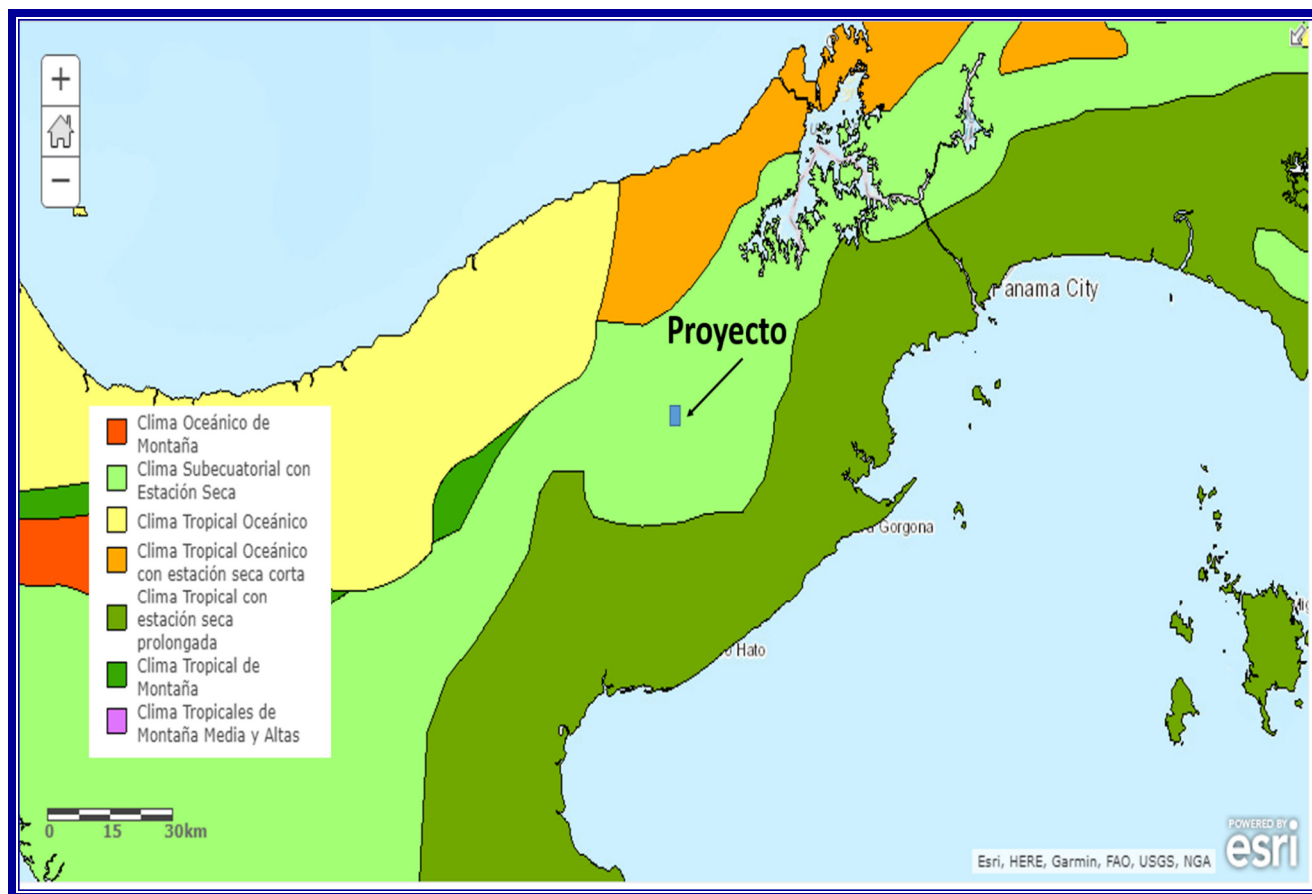 +
−
Panama City
Proyecto
Clima Oceánico de
Montaña
Clima Subecuatorial con
Estación Seca
Clima Tropical Oceánico
Clima Tropical Oceánico
con estación seca corta
Clima Tropical con
estación seca
prolongada
Clima Tropical de
Montaña
Clima Tropicales de
Montaña Media y Altas
Gorgona
Hato
0 15 30km
POWERED BY
esri
Esri, HERE, Garmin, FAO, USGS, NGA